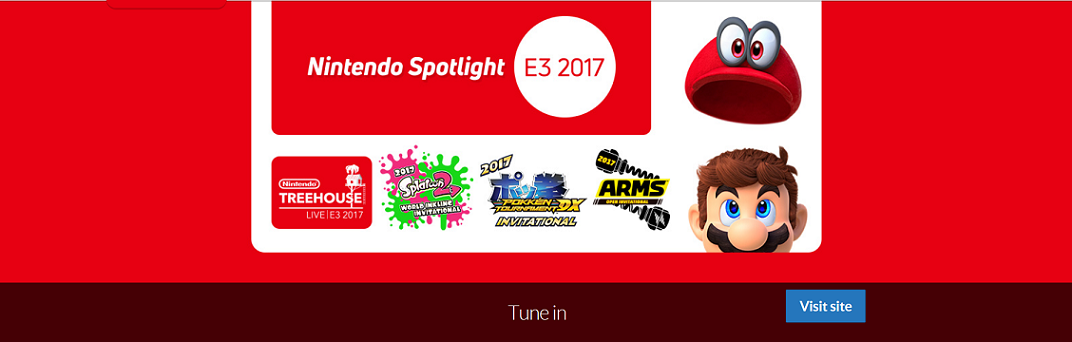 Nintendo Spotlight E3 2017
Nintendo
TREEHOUSE
LIVE | E3 2017
2017
Splatoon 2
WORLD INKLING
INVITATIONAL
2017
ポッ拳
POKKÉN
TOURNAMENT DX
INVITATIONAL
2017
ARMS
OPEN INVITATIONAL
Tune in
Visit site